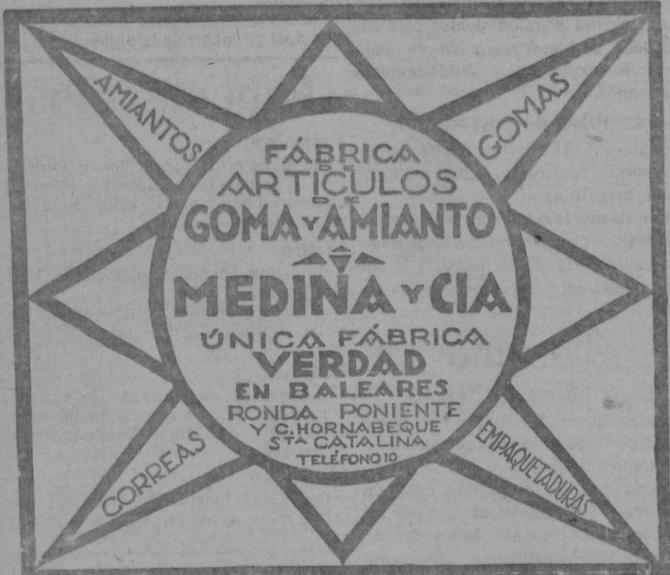 AMIANTOS
GOMAS
FÁBRICA
DE
ARTÍCULOS
DE
GOMA Y AMIANTO
MEDINA Y CIA
ÚNICA FÁBRICA
VERDAD
EN BALEARES
RONDA PONIENTE
Y C. HORNABEQUE
STA CATALINA
TELÉFONO 10
CORREAS
EMPAQUETADURAS